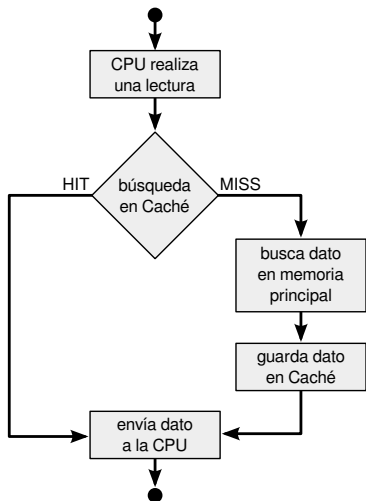 CPU realiza
una lectura
HIT
búsqueda
en Caché
MISS
busca dato
en memoria
principal
guarda dato
en Caché
envía dato
a la CPU